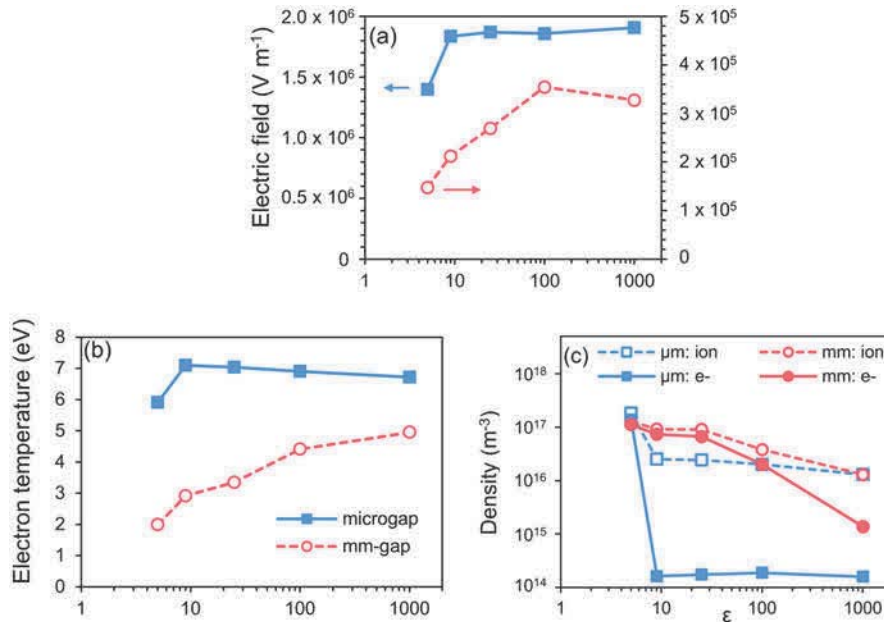 (a)
Electric field (V m⁻¹)
2.0 x 10⁶
1.5 x 10⁶
1.0 x 10⁶
0.5 x 10⁶
0
5 x 10⁵
4 x 10⁵
3 x 10⁵
2 x 10⁵
1 x 10⁵
0
1 10 100 1000
(b)
Electron temperature (eV)
8
7
6
5
4
3
2
1
0
microgap
mm-gap
1 10 100 1000
(c)
µm: ion mm: ion
µm: e- mm: e-
Density (m⁻³)
10¹⁸
10¹⁷
10¹⁶
10¹⁵
10¹⁴
1 10 100 1000
ε